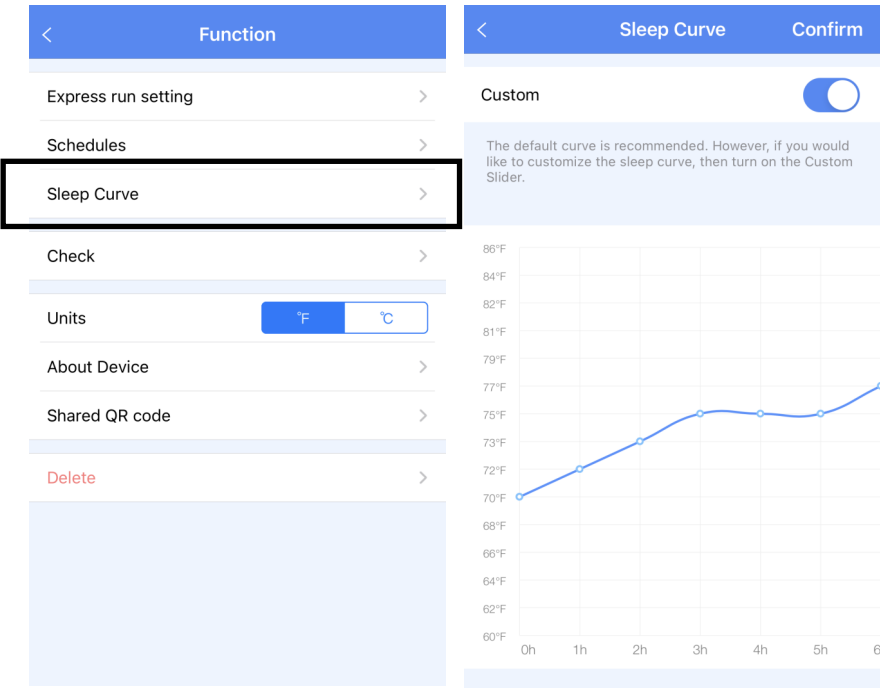 Function
Express run setting
Schedules
Sleep Curve
Check
Units
°F
°C
About Device
Shared QR code
Delete
Sleep Curve
Confirm
Custom
The default curve is recommended. However, if you would
like to customize the sleep curve, then turn on the Custom
Slider.
86°F
84°F
82°F
81°F
79°F
77°F
75°F
73°F
72°F
70°F
68°F
66°F
64°F
62°F
60°F
0h 1h 2h 3h 4h 5h 6